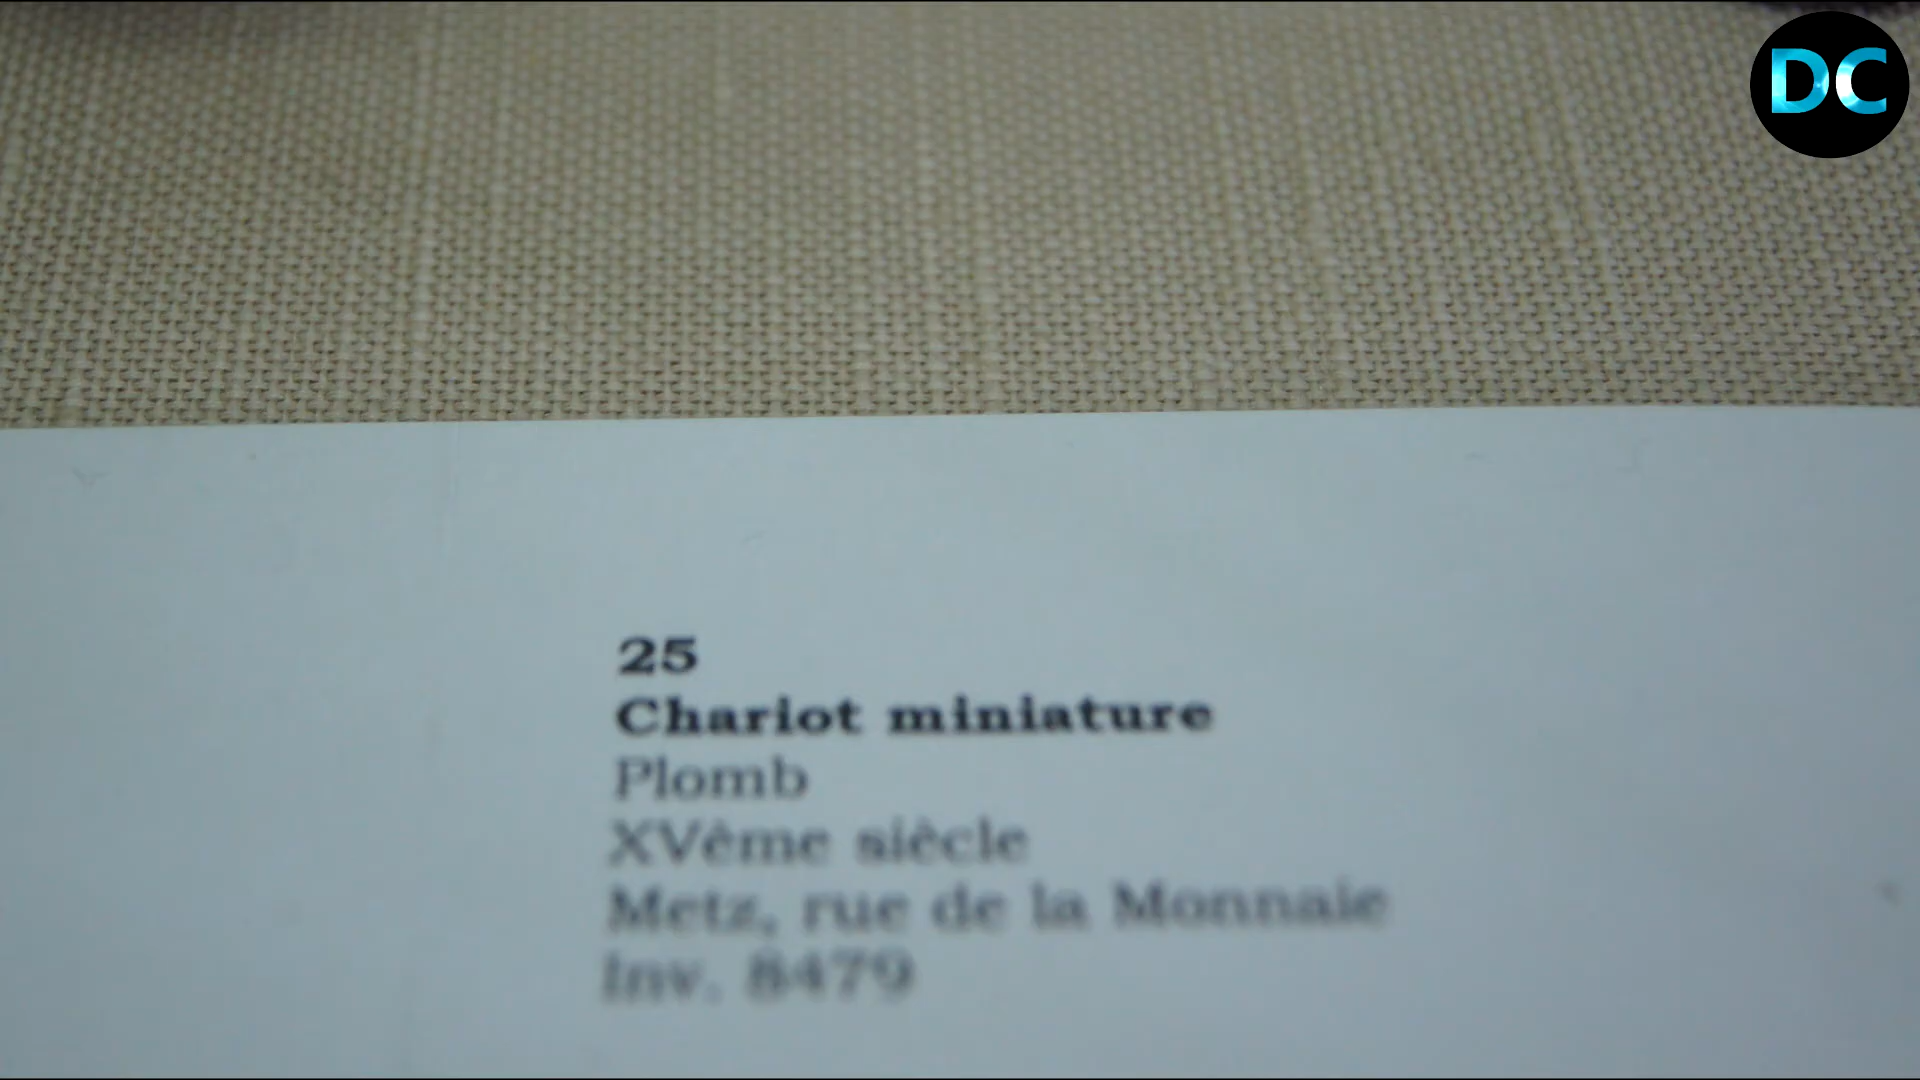 DC
25
Chariot miniature
Plomb
XVème siècle
Metz, rue de la Monnaie
Inv. 8479